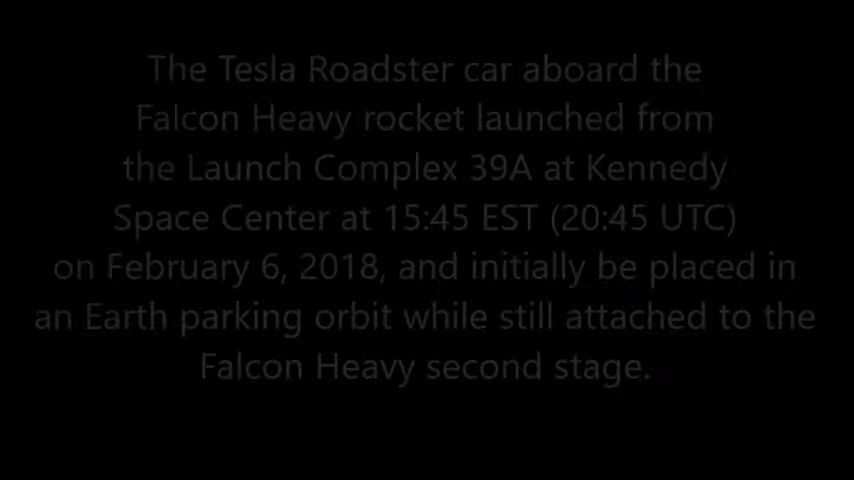 The Tesla Roadster car aboard the
Falcon Heavy rocket launched from
the Launch Complex 39A at Kennedy
Space Center at 15:45 EST (20:45 UTC)
on February 6, 2018, and initially be placed in
an Earth parking orbit while still attached to the
Falcon Heavy second stage.